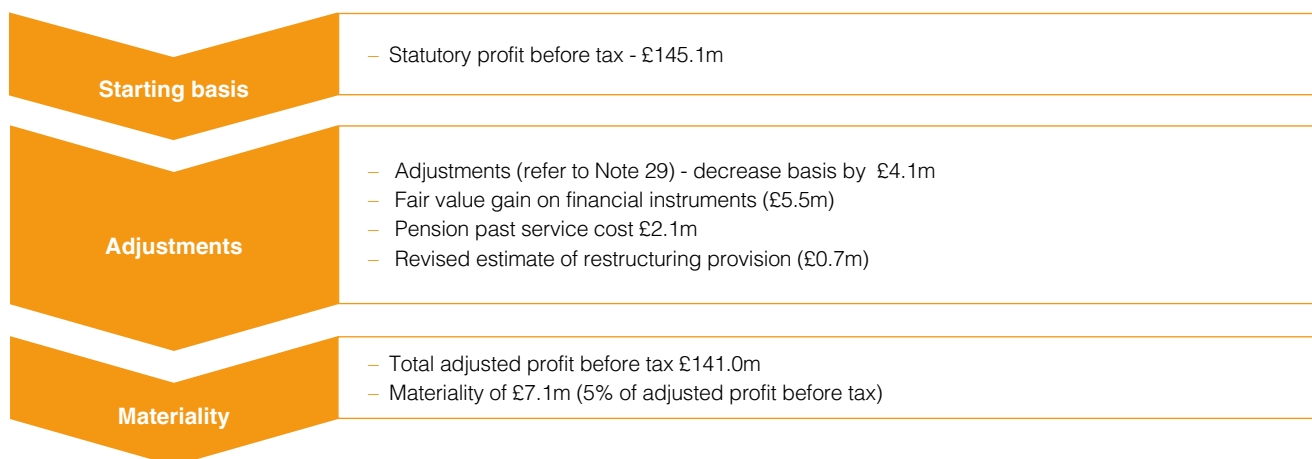 Starting basis
– Statutory profit before tax - £145.1m
Adjustments
– Adjustments (refer to Note 29) - decrease basis by £4.1m
– Fair value gain on financial instruments (£5.5m)
– Pension past service cost £2.1m
– Revised estimate of restructuring provision (£0.7m)
Materiality
– Total adjusted profit before tax £141.0m
– Materiality of £7.1m (5% of adjusted profit before tax)